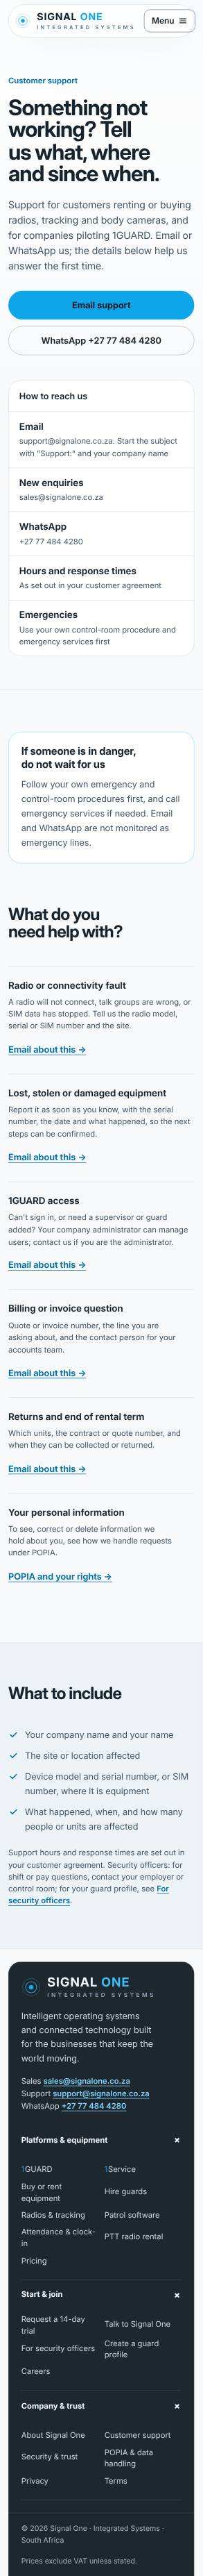 SIGNAL ONE
INTEGRATED SYSTEMS
Menu
Customer support
Something not
working? Tell
us what, where
and since when.
Support for customers renting or buying
radios, tracking and body cameras, and
for companies piloting 1GUARD. Email or
WhatsApp us; the details below help us
answer the first time.
Email support
WhatsApp +27 77 484 4280
How to reach us
Email
support@signalone.co.za. Start the subject
with "Support:" and your company name
New enquiries
sales@signalone.co.za
WhatsApp
+27 77 484 4280
Hours and response times
As set out in your customer agreement
Emergencies
Use your own control-room procedure and
emergency services first
If someone is in danger,
do not wait for us
Follow your own emergency and
control-room procedures first, and call
emergency services if needed. Email
and WhatsApp are not monitored as
emergency lines.
What do you
need help with?
Radio or connectivity fault
A radio will not connect, talk groups are wrong, or
SIM data has stopped. Tell us the radio model,
serial or SIM number and the site.
Email about this →
Lost, stolen or damaged equipment
Report it as soon as you know, with the serial
number, the date and what happened, so the next
steps can be confirmed.
Email about this →
1GUARD access
Can't sign in, or need a supervisor or guard
added? Your company administrator can manage
users; contact us if you are the administrator.
Email about this →
Billing or invoice question
Quote or invoice number, the line you are
asking about, and the contact person for your
accounts team.
Email about this →
Returns and end of rental term
Which units, the contract or quote number, and
when they can be collected or returned.
Email about this →
Your personal information
To see, correct or delete information we
hold about you, see how we handle requests
under POPIA.
POPIA and your rights →
What to include
Your company name and your name
The site or location affected
Device model and serial number, or SIM
number, where it is equipment
What happened, when, and how many
people or units are affected
Support hours and response times are set out in
your customer agreement. Security officers: for
shift or pay questions, contact your employer or
control room; for your guard profile, see For
security officers.
SIGNAL ONE
INTEGRATED SYSTEMS
Intelligent operating systems
and connected technology built
for the businesses that keep the
world moving.
Sales sales@signalone.co.za
Support support@signalone.co.za
WhatsApp +27 77 484 4280
Platforms & equipment ×
1GUARD
1Service
Buy or rent
equipment
Hire guards
Radios & tracking
Patrol software
Attendance & clock-
in
PTT radio rental
Pricing
Start & join ×
Request a 14-day
trial
Talk to Signal One
For security officers
Create a guard
profile
Careers
Company & trust ×
About Signal One
Customer support
Security & trust
POPIA & data
handling
Privacy
Terms
© 2026 Signal One · Integrated Systems ·
South Africa
Prices exclude VAT unless stated.